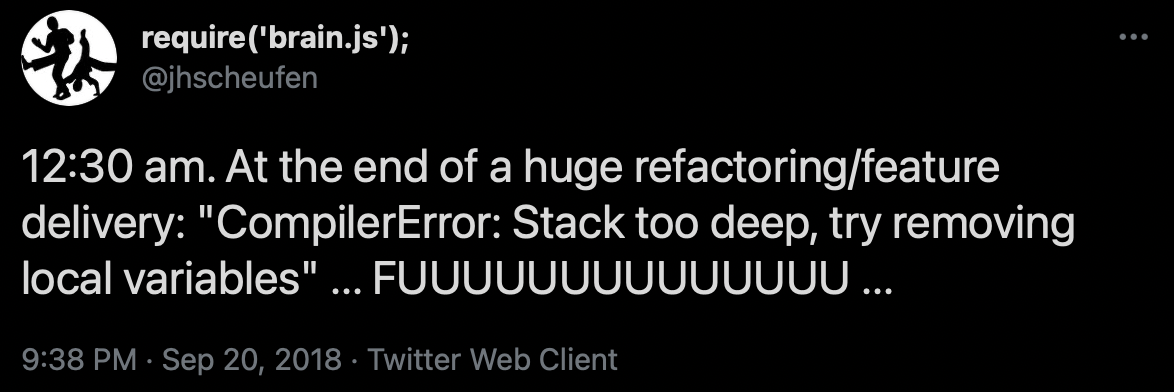 require('brain.js');
@jhscheufen
12:30 am. At the end of a huge refactoring/feature
delivery: "CompilerError: Stack too deep, try removing
local variables" ... FUUUUUUUUUUUUUU ...
9:38 PM · Sep 20, 2018 · Twitter Web Client